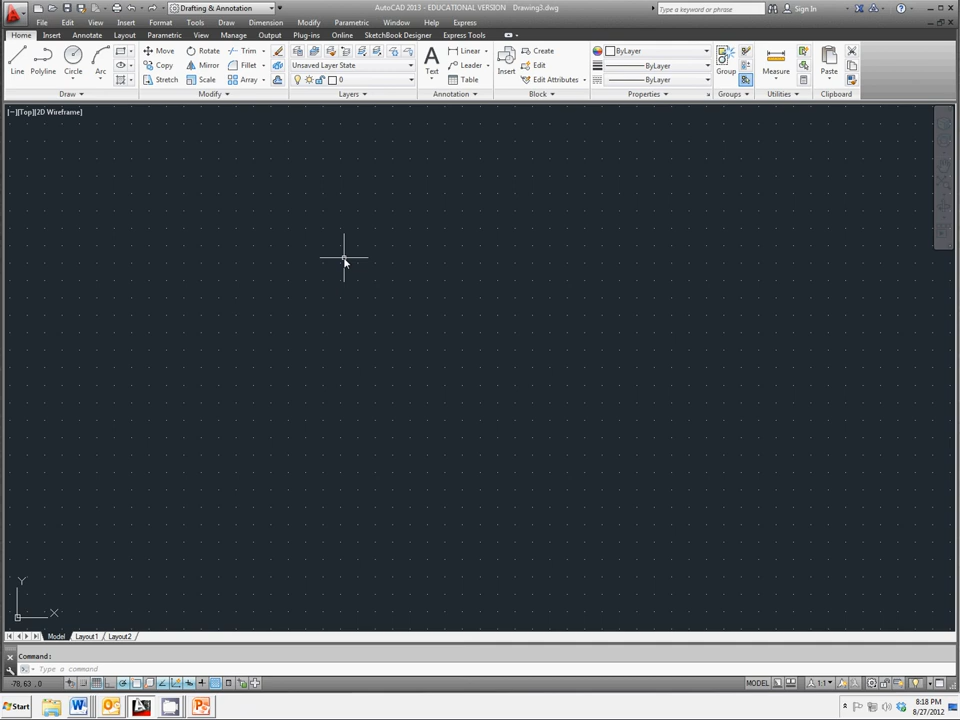 Drafting & Annotation
AutoCAD 2013 - EDUCATIONAL VERSION Drawing3.dwg
Type a keyword or phrase
Sign In
File Edit View Insert Format Tools Draw Dimension Modify Parametric Window Help Express
Home Insert Annotate Layout Parametric View Manage Output Plug-ins Online SketchBook Designer Express Tools
Line Polyline Circle Arc
Move Rotate Trim
Copy Mirror Fillet
Stretch Scale Array
Unsaved Layer State
0
Text
Linear
Leader
Table
Insert
Create
Edit
Edit Attributes
ByLayer
ByLayer
ByLayer
Group
Measure
Paste
Draw Modify Layers Annotation Block Properties Groups Utilities Clipboard
[−][Top][2D Wireframe]
Y
X
Model Layout1 Layout2
Command:
Type a command
-78, 63 , 0
MODEL
1:1
Start
8:18 PM
8/27/2012